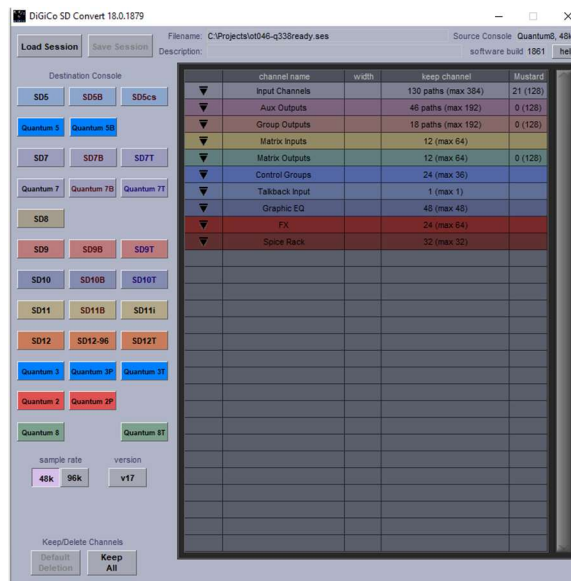 DiGiCo SD Convert 18.0.1879
Load Session Save Session Filename: C:\Projects\ot046-q338ready.ses Source Console Quantum8, 48k
Description: software build 1861 hel
Destination Console
SD5 SD5B SD5cs
Quantum 5 Quantum 5B
SD7 SD7B SD7T
Quantum 7 Quantum 7B Quantum 7T
SD8
SD9 SD9B SD9T
SD10 SD10B SD10T
SD11 SD11B SD11i
SD12 SD12-96 SD12T
Quantum 3 Quantum 3P Quantum 3T
Quantum 2 Quantum 2P
Quantum 8 Quantum 8T
sample rate version
48k 96k v17
Keep/Delete Channels
Default Deletion Keep All
channel name width keep channel Mustard
Input Channels 130 paths (max 384) 21 (128)
Aux Outputs 46 paths (max 192) 0 (128)
Group Outputs 18 paths (max 192) 0 (128)
Matrix Inputs 12 (max 64)
Matrix Outputs 12 (max 64) 0 (128)
Control Groups 24 (max 36)
Talkback Input 1 (max 1)
Graphic EQ 48 (max 48)
FX 24 (max 64)
Spice Rack 32 (max 32)